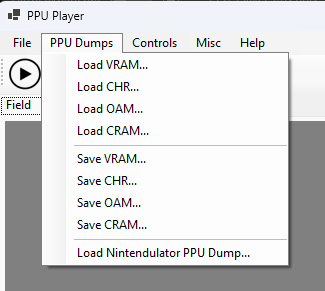 PPU Player
File PPU Dumps Controls Misc Help
Load VRAM...
Load CHR...
Field
Load OAM...
Load CRAM...
Save VRAM...
Save CHR...
Save OAM...
Save CRAM...
Load Nintendulator PPU Dump...